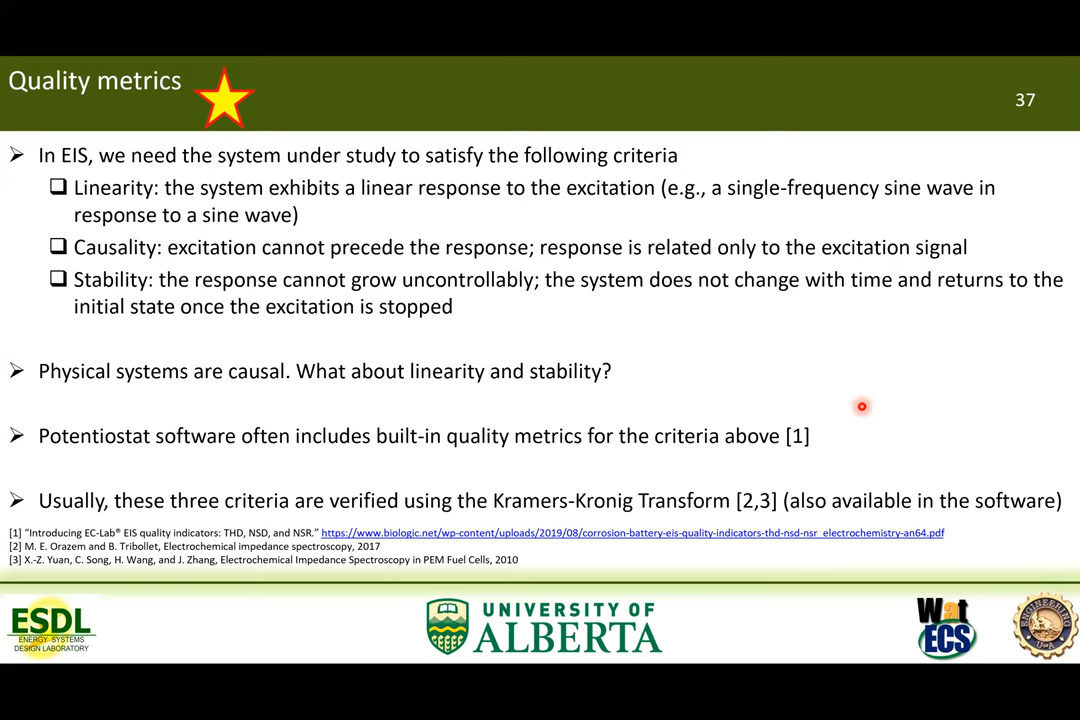 Quality metrics
37
➢ In EIS, we need the system under study to satisfy the following criteria
❑ Linearity: the system exhibits a linear response to the excitation (e.g., a single-frequency sine wave in
response to a sine wave)
❑ Causality: excitation cannot precede the response; response is related only to the excitation signal
❑ Stability: the response cannot grow uncontrollably; the system does not change with time and returns to the
initial state once the excitation is stopped
➢ Physical systems are causal. What about linearity and stability?
➢ Potentiostat software often includes built-in quality metrics for the criteria above [1]
➢ Usually, these three criteria are verified using the Kramers-Kronig Transform [2,3] (also available in the software)
[1] “Introducing EC-Lab® EIS quality indicators: THD, NSD, and NSR.” https://www.biologic.net/wp-content/uploads/2019/08/corrosion-battery-eis-quality-indicators-thd-nsd-nsr_electrochemistry-an64.pdf
[2] M. E. Orazem and B. Tribollet, Electrochemical impedance spectroscopy, 2017
[3] X.-Z. Yuan, C. Song, H. Wang, and J. Zhang, Electrochemical Impedance Spectroscopy in PEM Fuel Cells, 2010
ESDL
ENERGY SYSTEMS
DESIGN LABORATORY
UNIVERSITY OF
ALBERTA
Wat
ECS
ENGINEERING
U of A